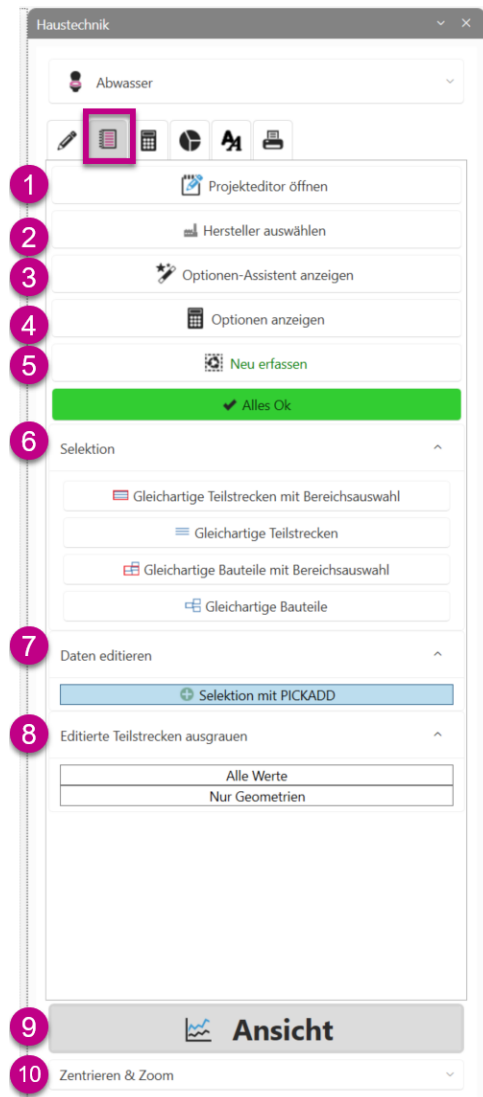 Haustechnik
Abwasser
1 Projekteditor öffnen
2 Hersteller auswählen
3 Optionen-Assistent anzeigen
4 Optionen anzeigen
5 Neu erfassen
Alles Ok
6 Selektion
Gleichartige Teilstrecken mit Bereichsauswahl
Gleichartige Teilstrecken
Gleichartige Bauteile mit Bereichsauswahl
Gleichartige Bauteile
7 Daten editieren
Selektion mit PICKADD
8 Editierte Teilstrecken ausgrauen
Alle Werte
Nur Geometrien
9 Ansicht
10 Zentrieren & Zoom